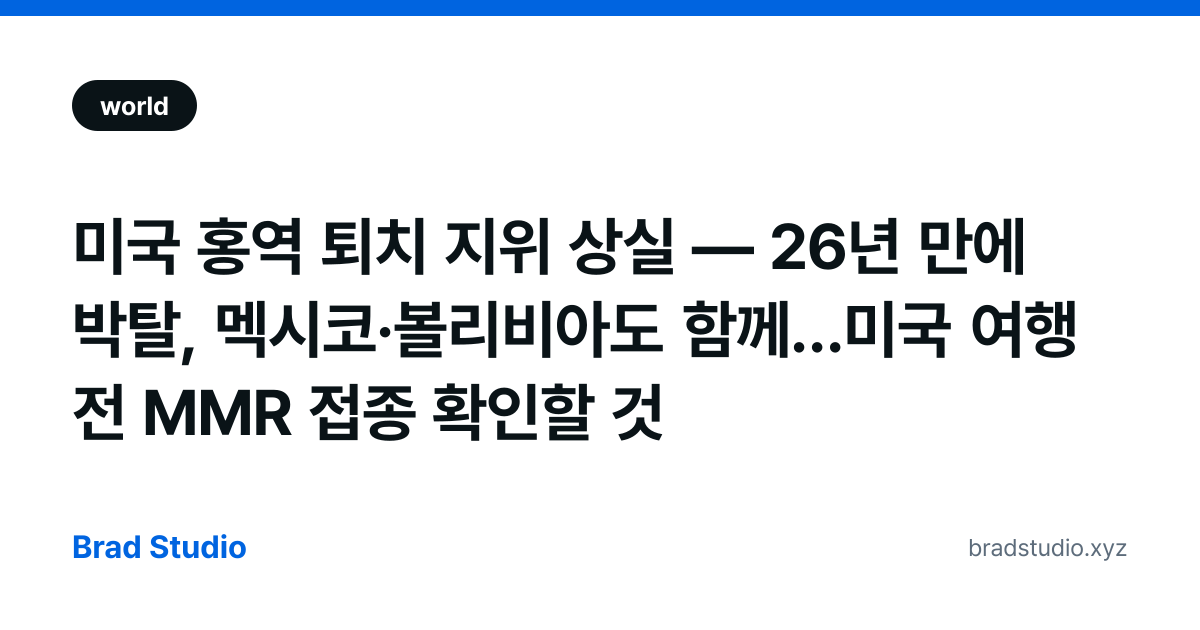 world
미국 홍역 퇴치 지위 상실 — 26년 만에
박탈, 멕시코·볼리비아도 함께…미국 여행
전 MMR 접종 확인할 것
Brad Studio
bradstudio.xyz